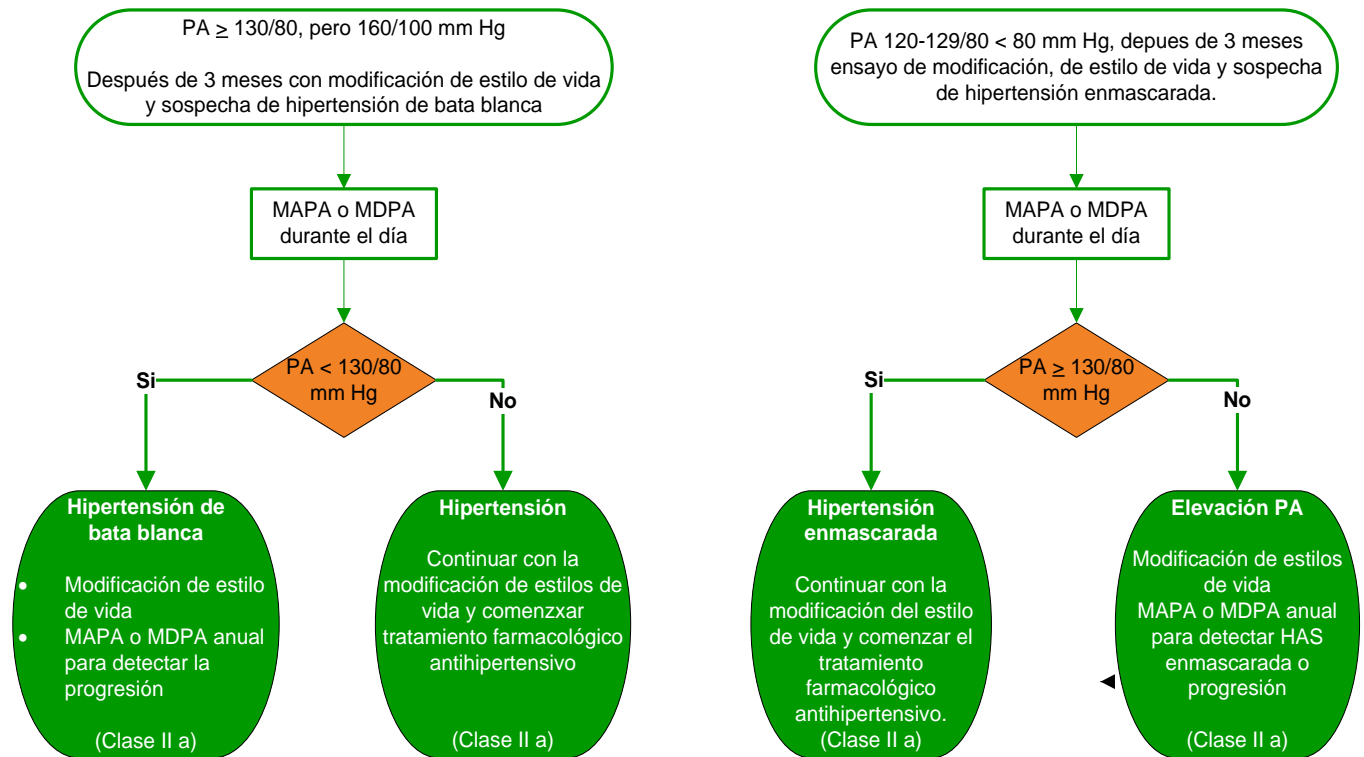 PA ≥ 130/80, pero 160/100 mm Hg
Después de 3 meses con modificación de estilo de vida
y sospecha de hipertensión de bata blanca
MAPA o MDPA
durante el día
PA < 130/80
mm Hg
Si
No
Hipertensión de
bata blanca
• Modificación de estilo
de vida
• MAPA o MDPA anual
para detectar la
progresión
(Clase II a)
Hipertensión
Continuar con la
modificación de estilos de
vida y comenzxar
tratamiento farmacológico
antihipertensivo
(Clase II a)
PA 120-129/80 < 80 mm Hg, depues de 3 meses
ensayo de modificación, de estilo de vida y sospecha
de hipertensión enmascarada.
MAPA o MDPA
durante el día
PA ≥ 130/80
mm Hg
Si
No
Hipertensión
enmascarada
Continuar con la
modificación del estilo
de vida y comenzar el
tratamiento
farmacológico
antihipertensivo.
(Clase II a)
Elevación PA
Modificación de estilos
de vida
MAPA o MDPA anual
para detectar HAS
enmascarada o
progresión
(Clase II a)